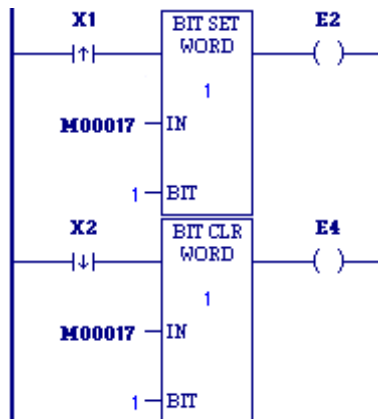 X1 BIT SET E2
WORD
1
M00017 IN
1 BIT
X2 BIT CLR E4
WORD
1
M00017 IN
1 BIT